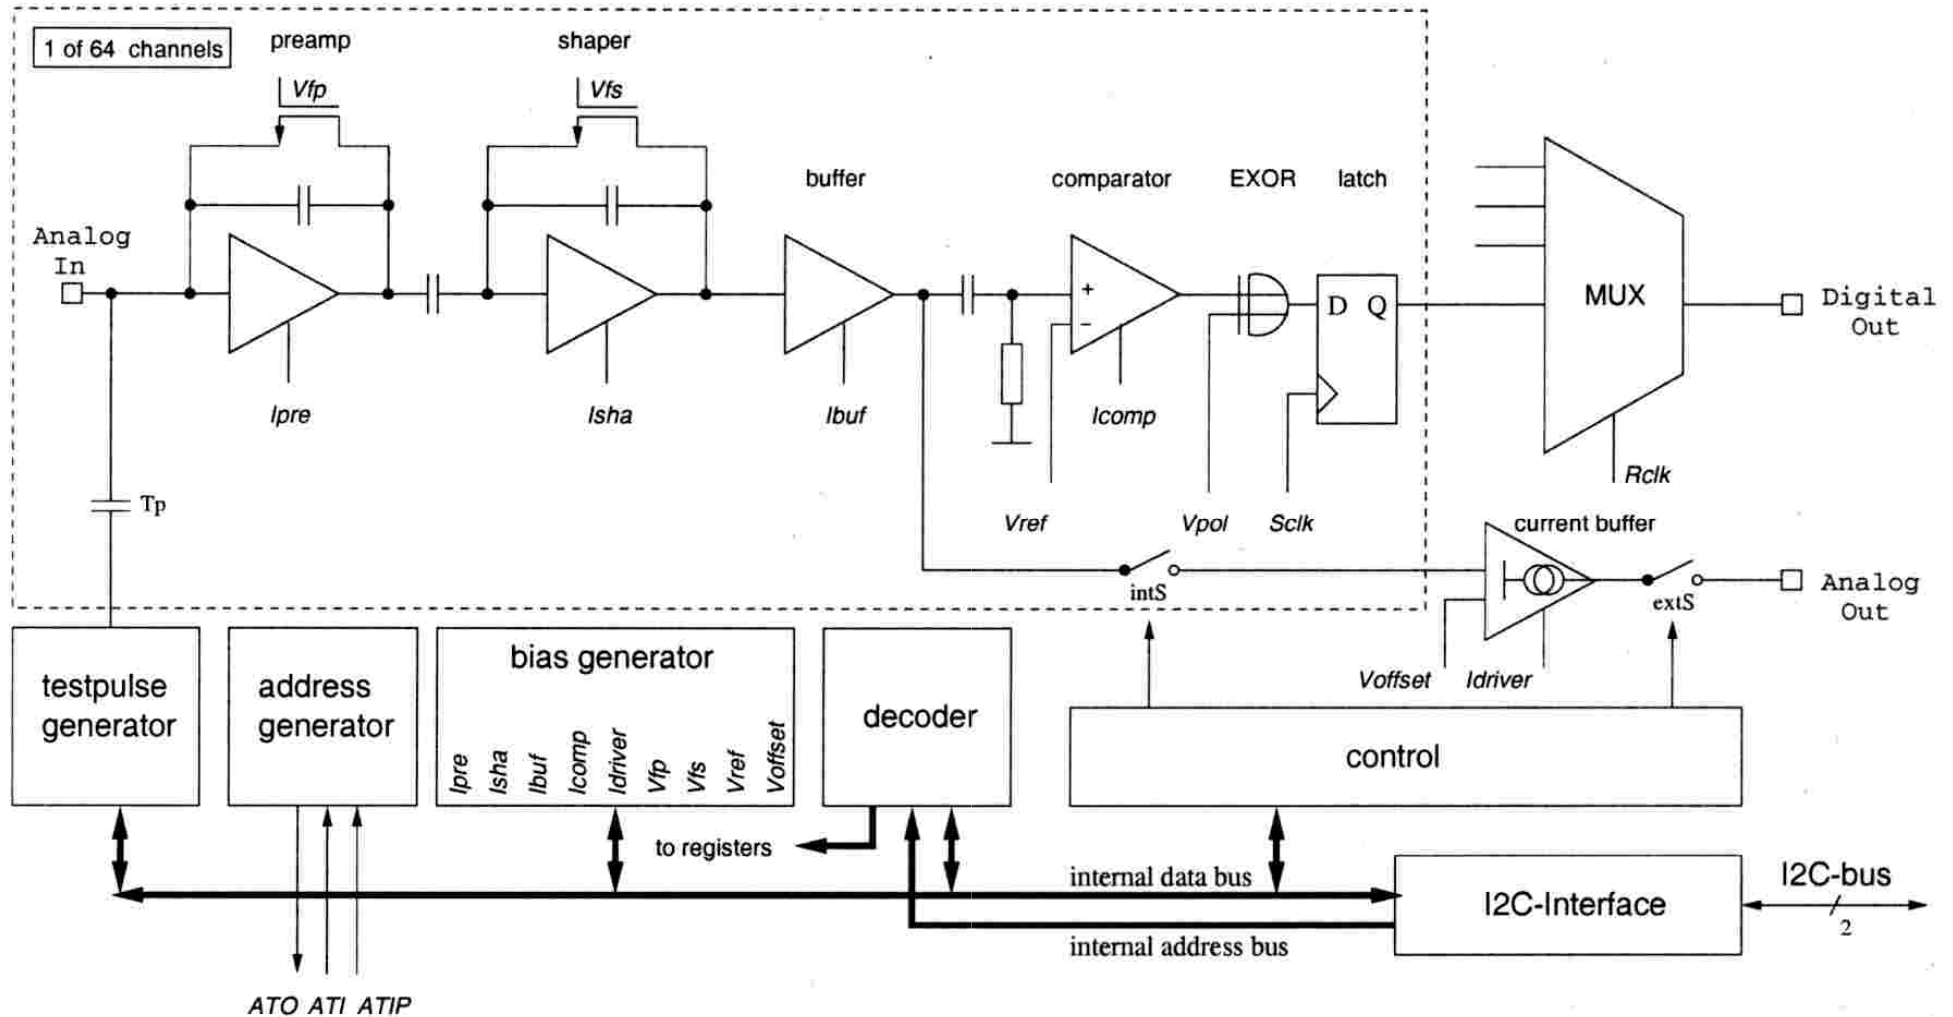 1 of 64 channels
preamp
shaper
Vfp
Vfs
buffer
comparator
EXOR
latch
Analog
In
+
−
D Q
MUX
Digital
Out
Ipre
Isha
Ibuf
Icomp
Rclk
Tp
Vref
Vpol
Sclk
current buffer
intS
extS
Analog
Out
Voffset
Idriver
testpulse
generator
address
generator
bias generator
Ipre
Isha
Ibuf
Icomp
Idriver
Vfp
Vfs
Vref
Voffset
decoder
control
to registers
internal data bus
internal address bus
I2C-Interface
I2C-bus
2
ATO ATI ATIP